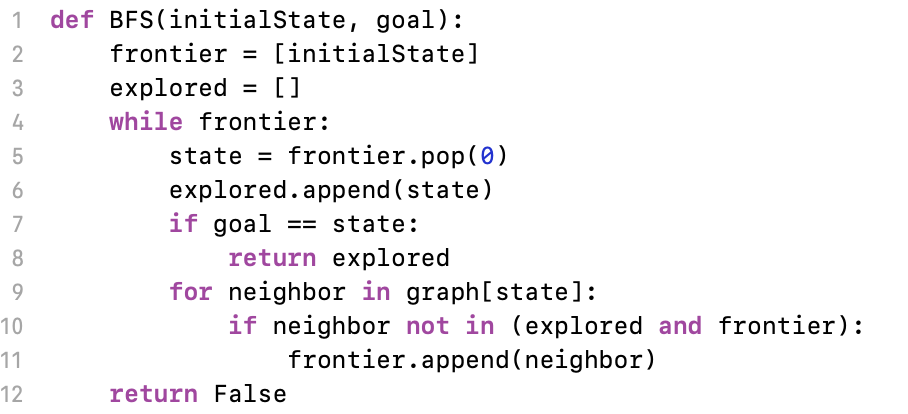 1 def BFS(initialState, goal):
2     frontier = [initialState]
3     explored = []
4     while frontier:
5         state = frontier.pop(0)
6         explored.append(state)
7         if goal == state:
8             return explored
9         for neighbor in graph[state]:
10             if neighbor not in (explored and frontier):
11                 frontier.append(neighbor)
12     return False